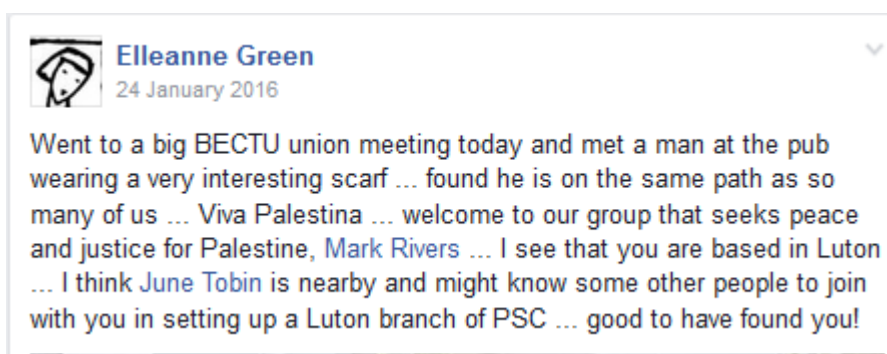 Elleanne Green
24 January 2016
Went to a big BECTU union meeting today and met a man at the pub
wearing a very interesting scarf ... found he is on the same path as so
many of us ... Viva Palestina ... welcome to our group that seeks peace
and justice for Palestine, Mark Rivers ... I see that you are based in Luton
... I think June Tobin is nearby and might know some other people to join
with you in setting up a Luton branch of PSC ... good to have found you!